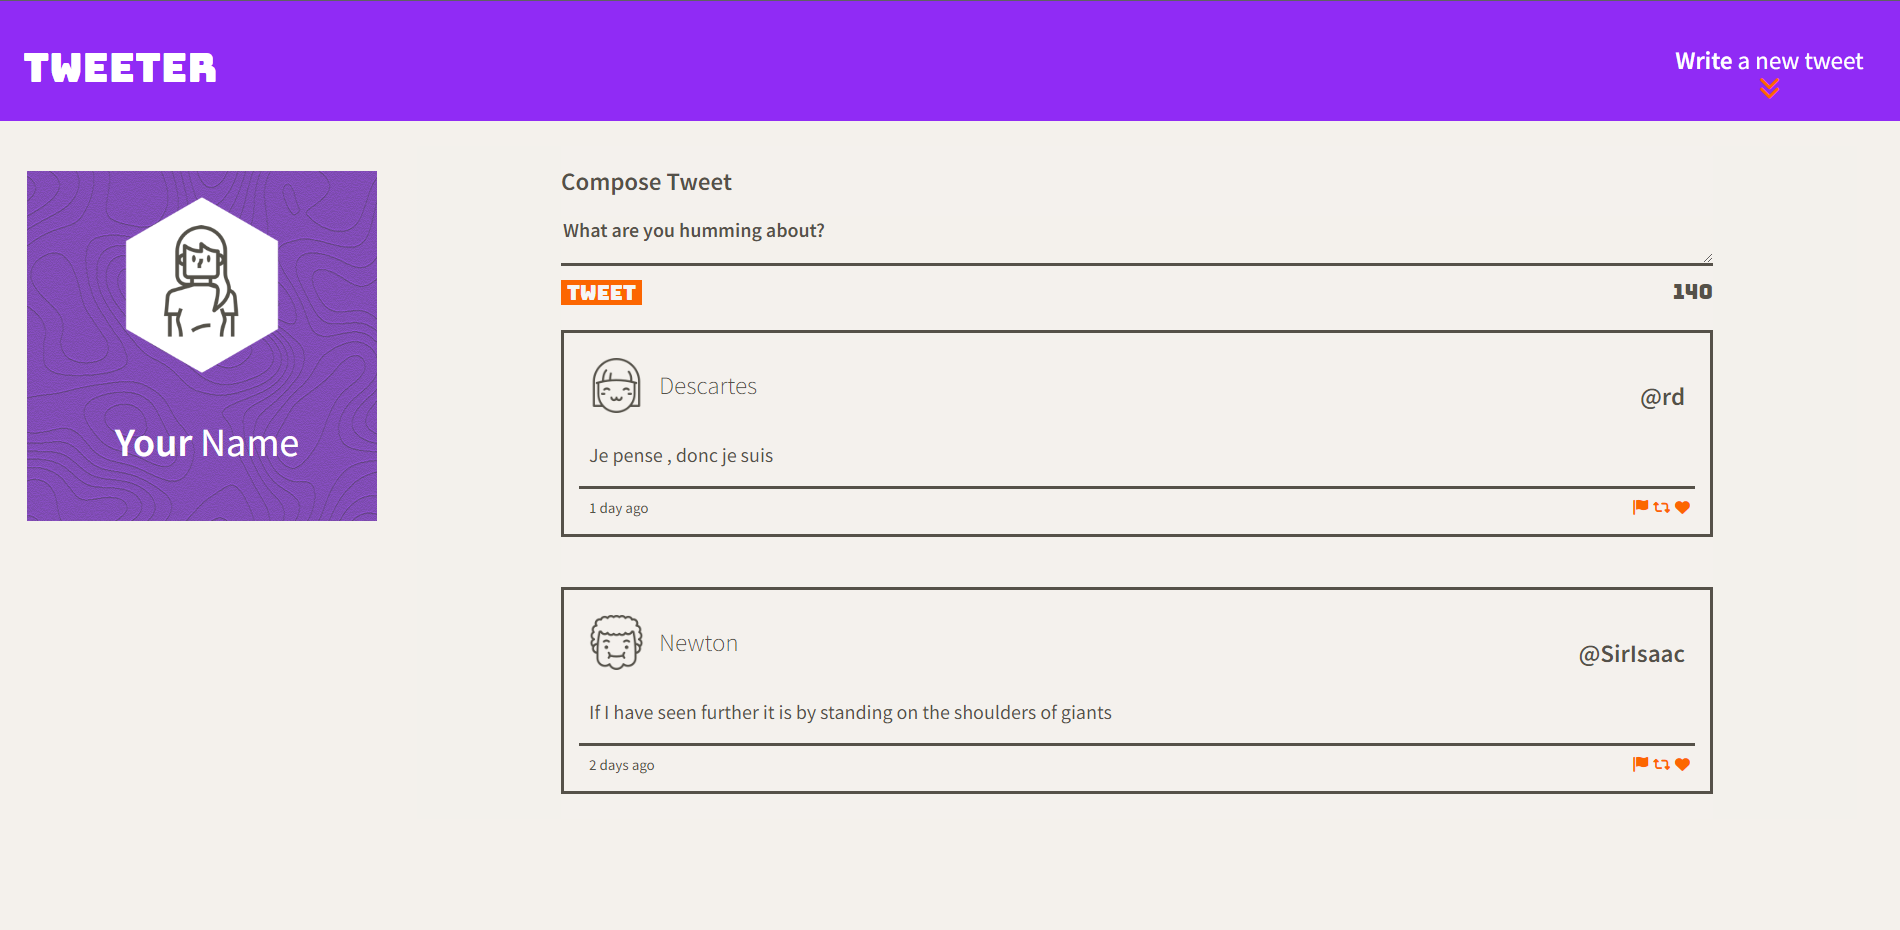 TWEETER
Write a new tweet
Your Name
Compose Tweet
What are you humming about?
TWEET
140
Descartes
@rd
Je pense , donc je suis
1 day ago
Newton
@SirIsaac
If I have seen further it is by standing on the shoulders of giants
2 days ago